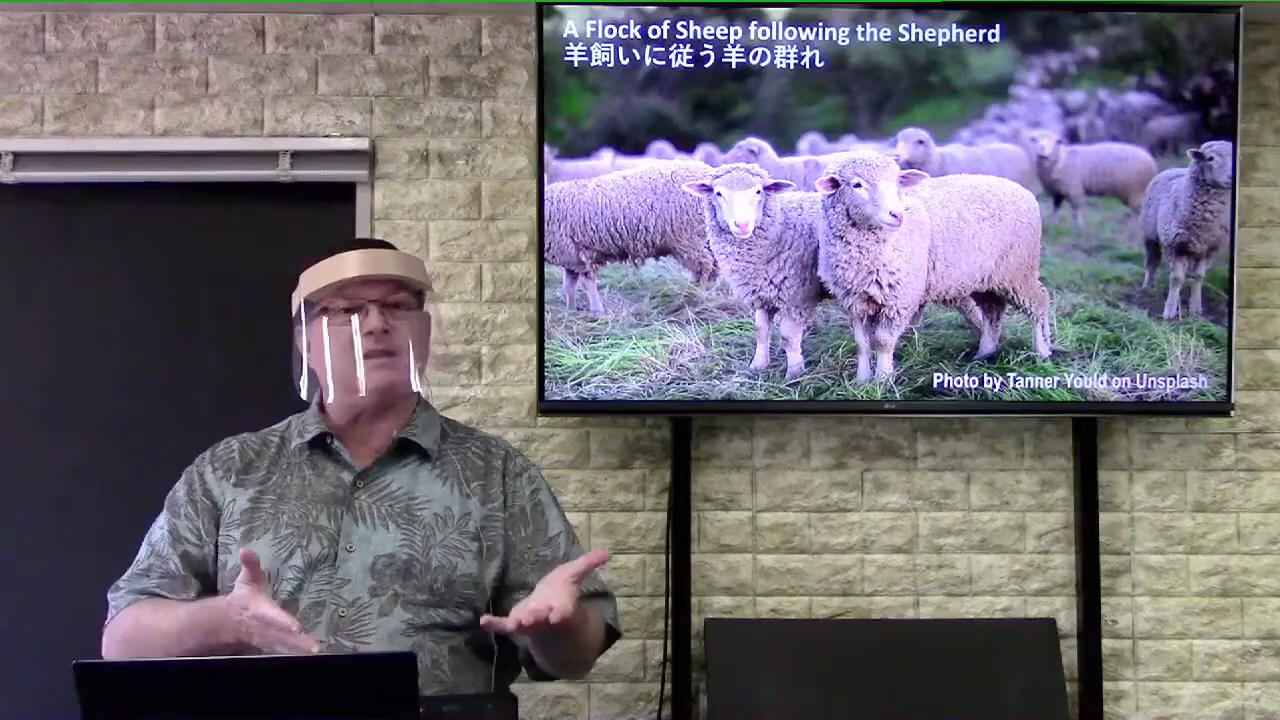 A Flock of Sheep following the Shepherd
羊飼いに従う羊の群れ
Photo by Tanner Yould on Unsplash
LG